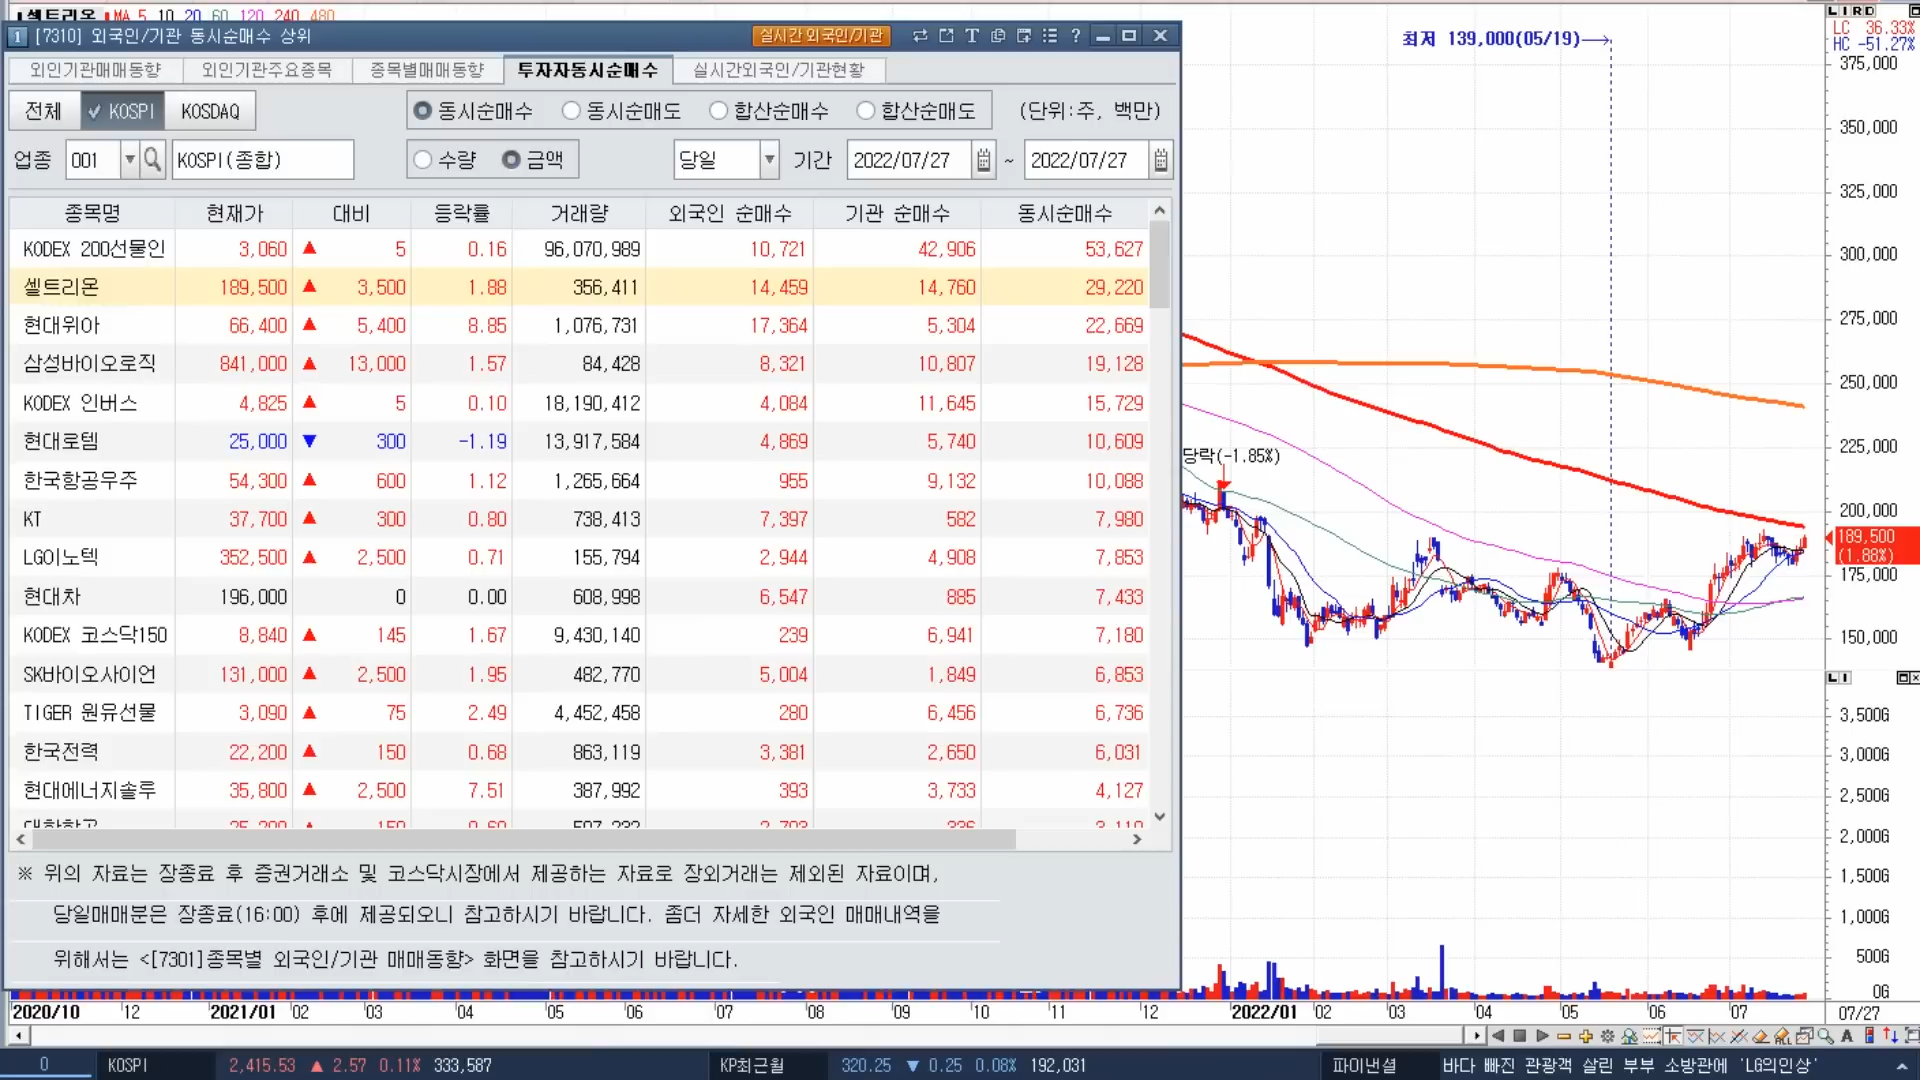 셀트리온 MA 5 10 20 60 120 240 480
1 [7310] 외국인/기관 동시순매수 상위 실시간 외국인/기관
외인기관매매동향 외인기관주요종목 종목별매매동향 투자자동시순매수 실시간외국인/기관현황
전체 KOSPI KOSDAQ 동시순매수 동시순매도 합산순매수 합산순매도 (단위:주, 백만)
업종 001 KOSPI(종합) 수량 금액 당일 기간 2022/07/27 ~ 2022/07/27
종목명 현재가 대비 등락률 거래량 외국인 순매수 기관 순매수 동시순매수
KODEX 200선물인 3,060 ▲ 5 0.16 96,070,989 10,721 42,906 53,627
셀트리온 189,500 ▲ 3,500 1.88 356,411 14,459 14,760 29,220
현대위아 66,400 ▲ 5,400 8.85 1,076,731 17,364 5,304 22,669
삼성바이오로직 841,000 ▲ 13,000 1.57 84,428 8,321 10,807 19,128
KODEX 인버스 4,825 ▲ 5 0.10 18,190,412 4,084 11,645 15,729
현대로템 25,000 ▼ 300 -1.19 13,917,584 4,869 5,740 10,609
한국항공우주 54,300 ▲ 600 1.12 1,265,664 955 9,132 10,088
KT 37,700 ▲ 300 0.80 738,413 7,397 582 7,980
LG이노텍 352,500 ▲ 2,500 0.71 155,794 2,944 4,908 7,853
현대차 196,000 0 0.00 608,998 6,547 885 7,433
KODEX 코스닥150 8,840 ▲ 145 1.67 9,430,140 239 6,941 7,180
SK바이오사이언 131,000 ▲ 2,500 1.95 482,770 5,004 1,849 6,853
TIGER 원유선물 3,090 ▲ 75 2.49 4,452,458 280 6,456 6,736
한국전력 22,200 ▲ 150 0.68 863,119 3,381 2,650 6,031
현대에너지솔루 35,800 ▲ 2,500 7.51 387,992 393 3,733 4,127
※ 위의 자료는 장종료 후 증권거래소 및 코스닥시장에서 제공하는 자료로 장외거래는 제외된 자료이며,
당일매매분은 장종료(16:00) 후에 제공되오니 참고하시기 바랍니다. 좀더 자세한 외국인 매매내역을
위해서는 <[7301]종목별 외국인/기관 매매동향> 화면을 참고하시기 바랍니다.
최저 139,000(05/19)
당락(-1.85%)
L I R D
LC 36.33%
HC -51.27%
375,000
350,000
325,000
300,000
275,000
250,000
225,000
200,000
189,500
(1.88%)
175,000
150,000
L I
3,500G
3,000G
2,500G
2,000G
1,500G
1,000G
500G
0G
2020/10 12 2021/01 02 03 04 05 06 07 08 09 10 11 12 2022/01 02 03 04 05 06 07 07/27
0 KOSPI 2,415.53 ▲ 2.57 0.11% 333,587 KP최근월 320.25 ▼ 0.25 0.08% 192,031 파이낸셜 바다 빠진 관광객 살린 부부 소방관에 'LG의인상'